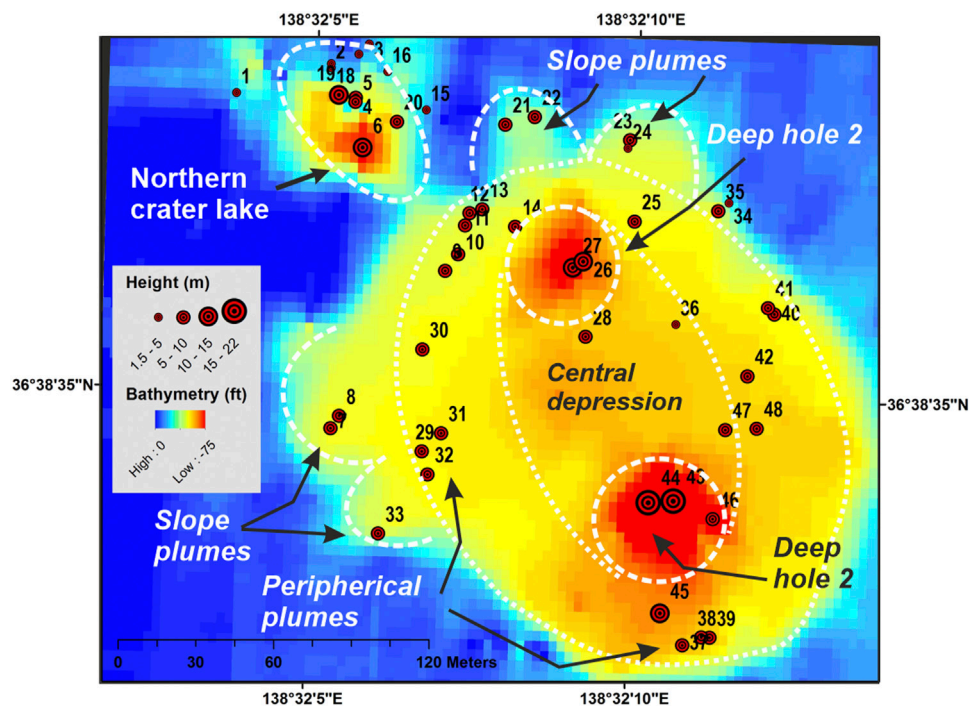 138°32'5"E
138°32'10"E
1
2
3
16
19
18
5
4
15
20
6
21
22
Slope plumes
23
24
Deep hole 2
Northern
crater lake
12
13
11
14
25
35
34
9
10
27
26
Height (m)
1.5 - 5
5 - 10
10 - 15
15 - 22
28
36
41
40
30
Bathymetry (ft)
High : 0
Low : -75
36°38'35"N
36°38'35"N
Central
depression
42
8
7
31
29
47
48
32
44
43
46
33
Slope
plumes
Peripherical
plumes
Deep
hole 2
45
38
39
37
0
30
60
120 Meters
138°32'5"E
138°32'10"E